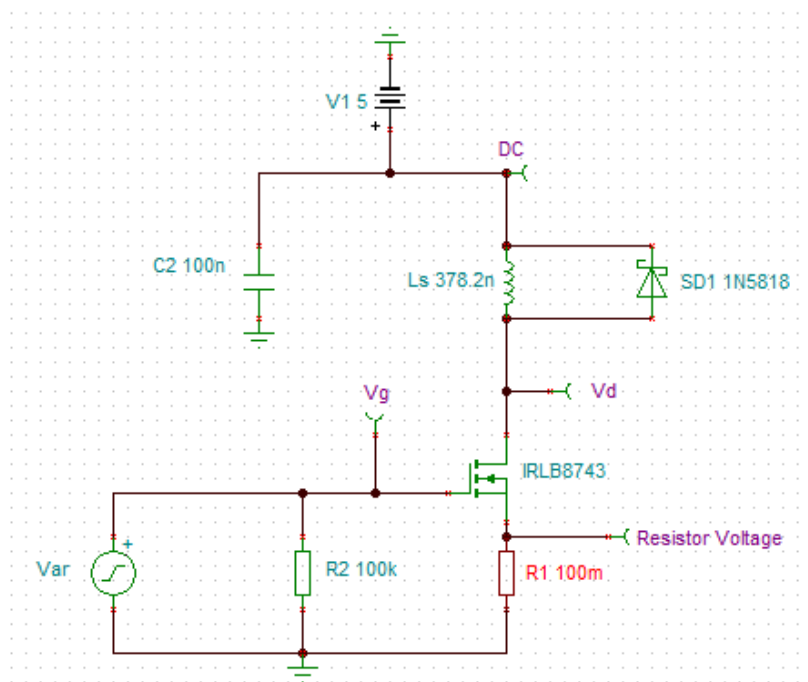 V1 5
+
DC
C2 100n
Ls 378.2n
SD1 1N5818
Vg
Vd
IRLB8743
+
Resistor Voltage
Var
R2 100k
R1 100m